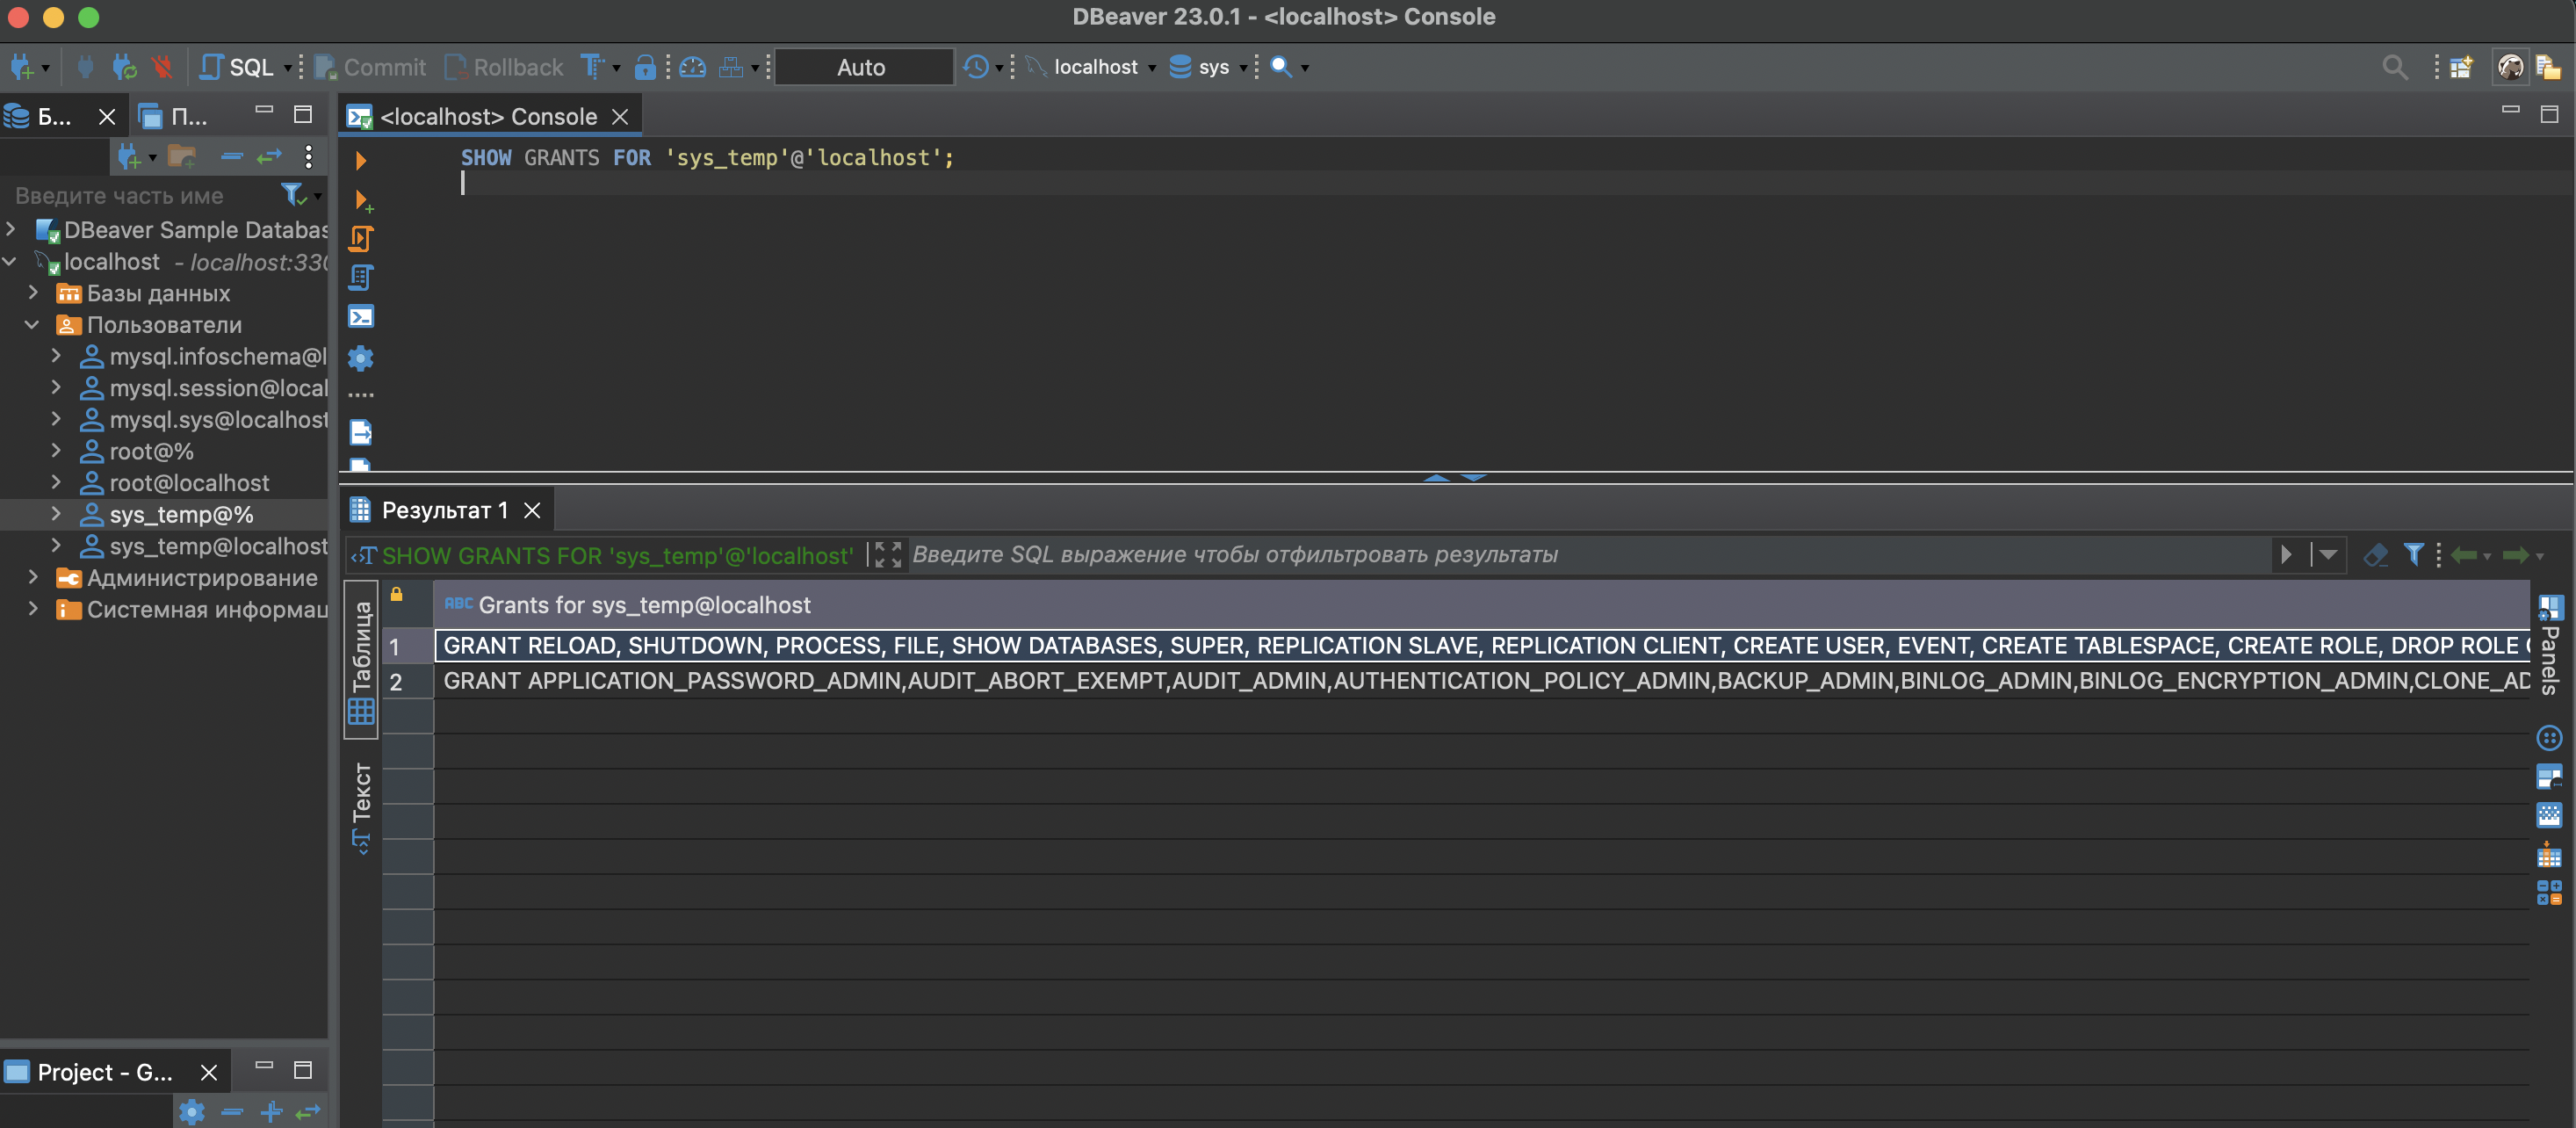 DBeaver 23.0.1 - <localhost> Console
SQL
Commit
Rollback
Auto
localhost
sys
Б...
П...
<localhost> Console
SHOW GRANTS FOR 'sys_temp'@'localhost';
Введите часть име
DBeaver Sample Databas
localhost - localhost:330
Базы данных
Пользователи
mysql.infoschema@l
mysql.session@local
mysql.sys@localhost
root@%
root@localhost
sys_temp@%
sys_temp@localhost
Администрирование
Системная информац
Результат 1
SHOW GRANTS FOR 'sys_temp'@'localhost'
Введите SQL выражение чтобы отфильтровать результаты
Таблица
Текст
ABC Grants for sys_temp@localhost
1 GRANT RELOAD, SHUTDOWN, PROCESS, FILE, SHOW DATABASES, SUPER, REPLICATION SLAVE, REPLICATION CLIENT, CREATE USER, EVENT, CREATE TABLESPACE, CREATE ROLE, DROP ROLE
2 GRANT APPLICATION_PASSWORD_ADMIN,AUDIT_ABORT_EXEMPT,AUDIT_ADMIN,AUTHENTICATION_POLICY_ADMIN,BACKUP_ADMIN,BINLOG_ADMIN,BINLOG_ENCRYPTION_ADMIN,CLONE_AD
Panels
Project - G...